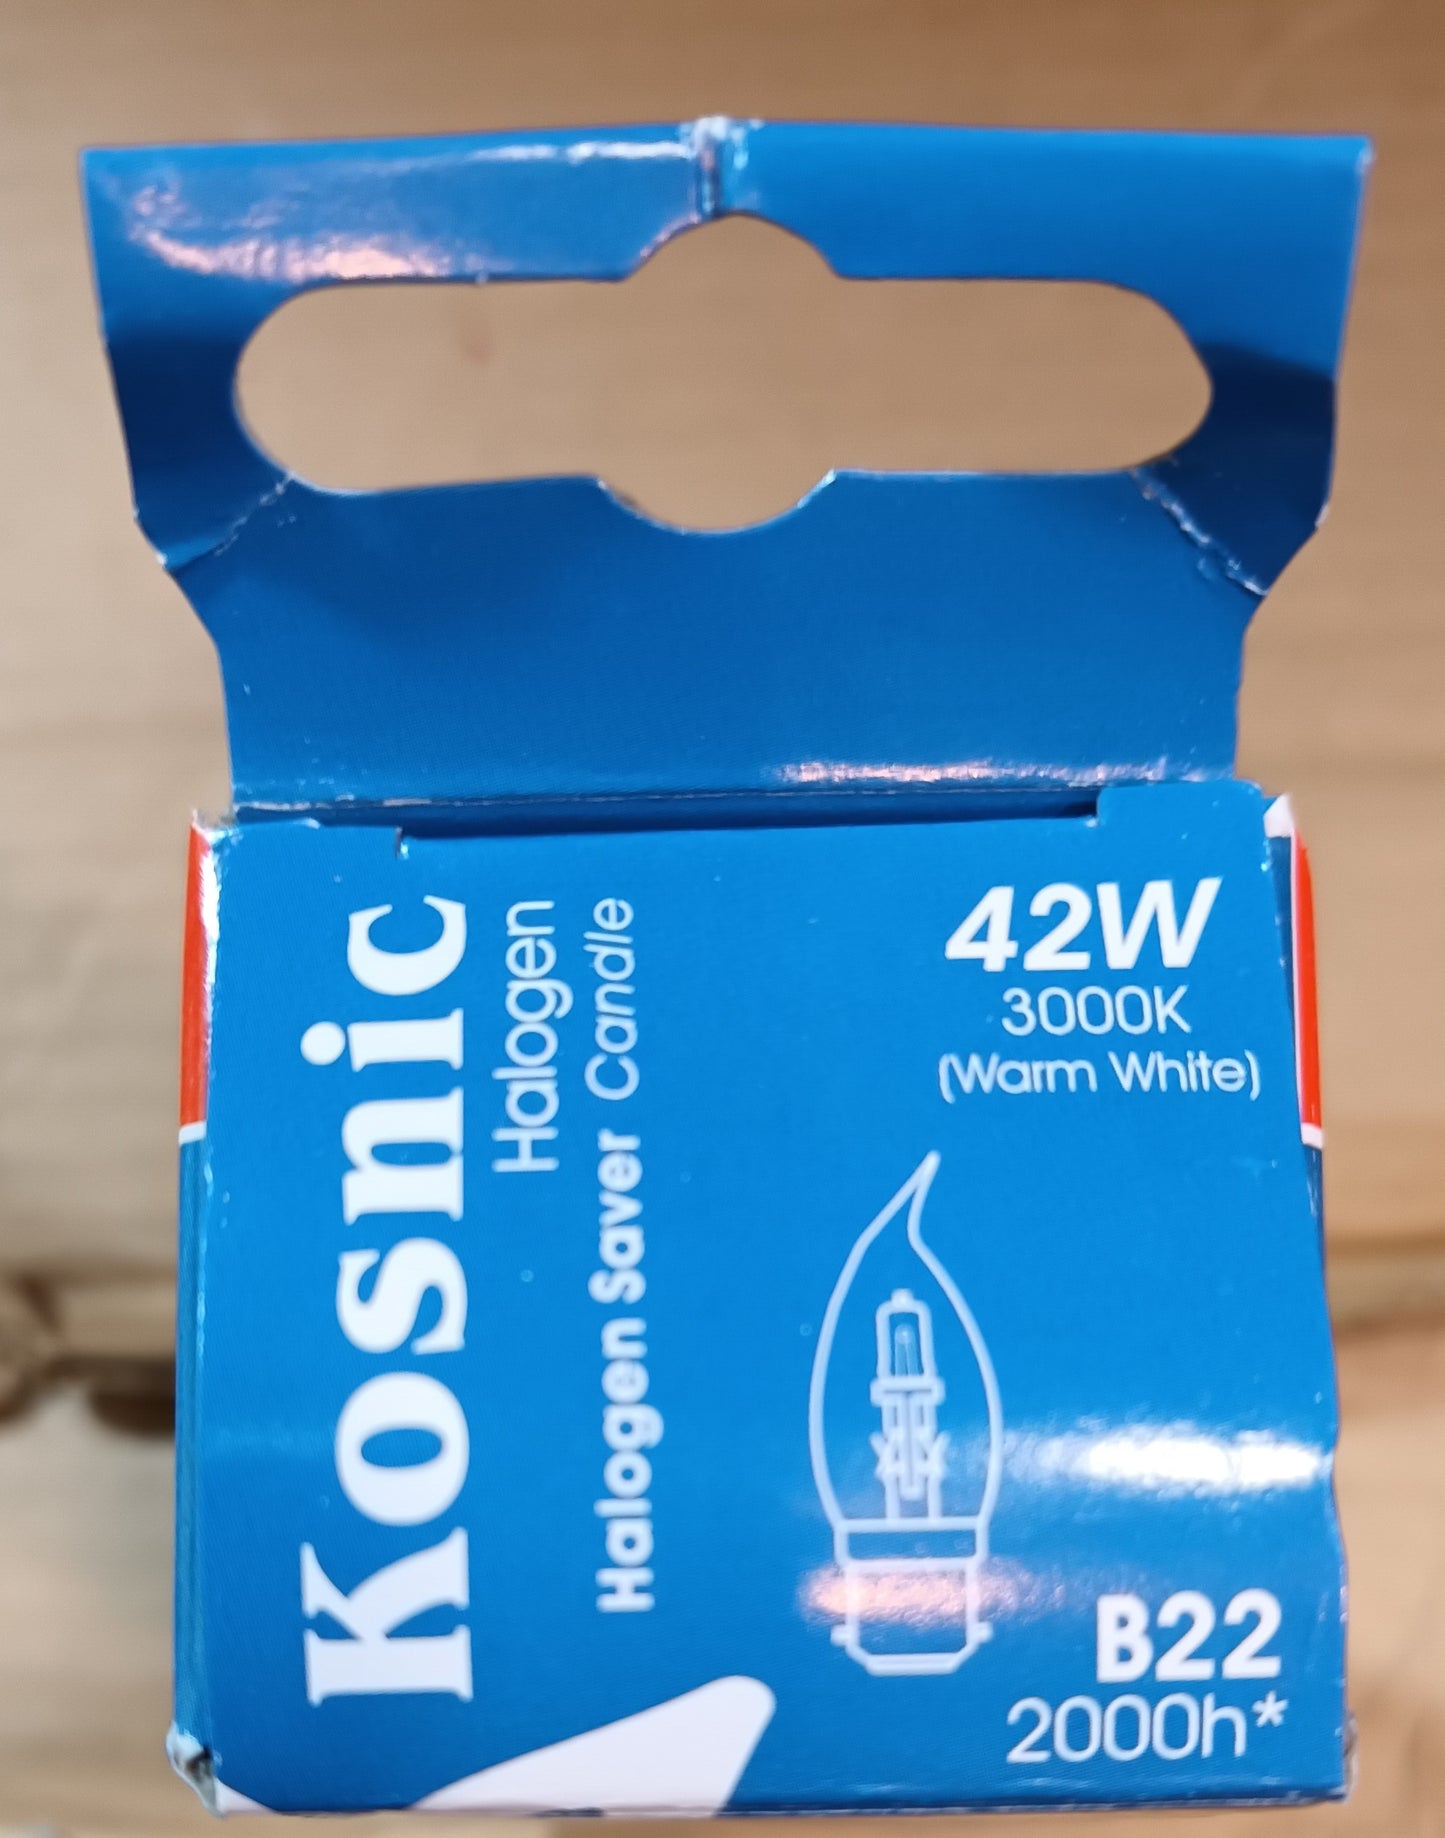 Kosnic
Halogen
Halogen Saver Candle
42W
3000K
(Warm White)
B22
2000h*